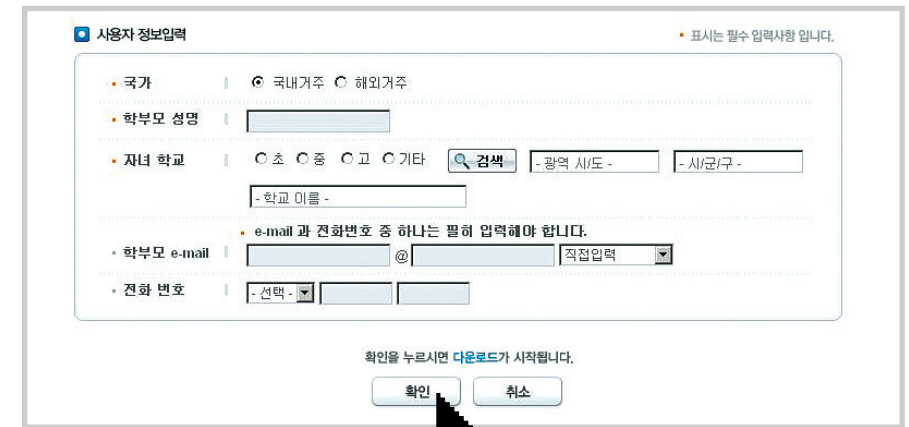 사용자 정보입력
• 표시는 필수 입력사항 입니다.
• 국가 국내거주 해외거주
• 학부모 성명
• 자녀 학교 초 중 고 기타 검색 - 광역 시/도 - - 시/군/구 -
- 학교 이름 -
• e-mail 과 전화번호 중 하나는 필히 입력해야 합니다.
• 학부모 e-mail @ 직접입력
• 전화 번호 - 선택 -
확인을 누르시면 다운로드가 시작됩니다.
확인 취소